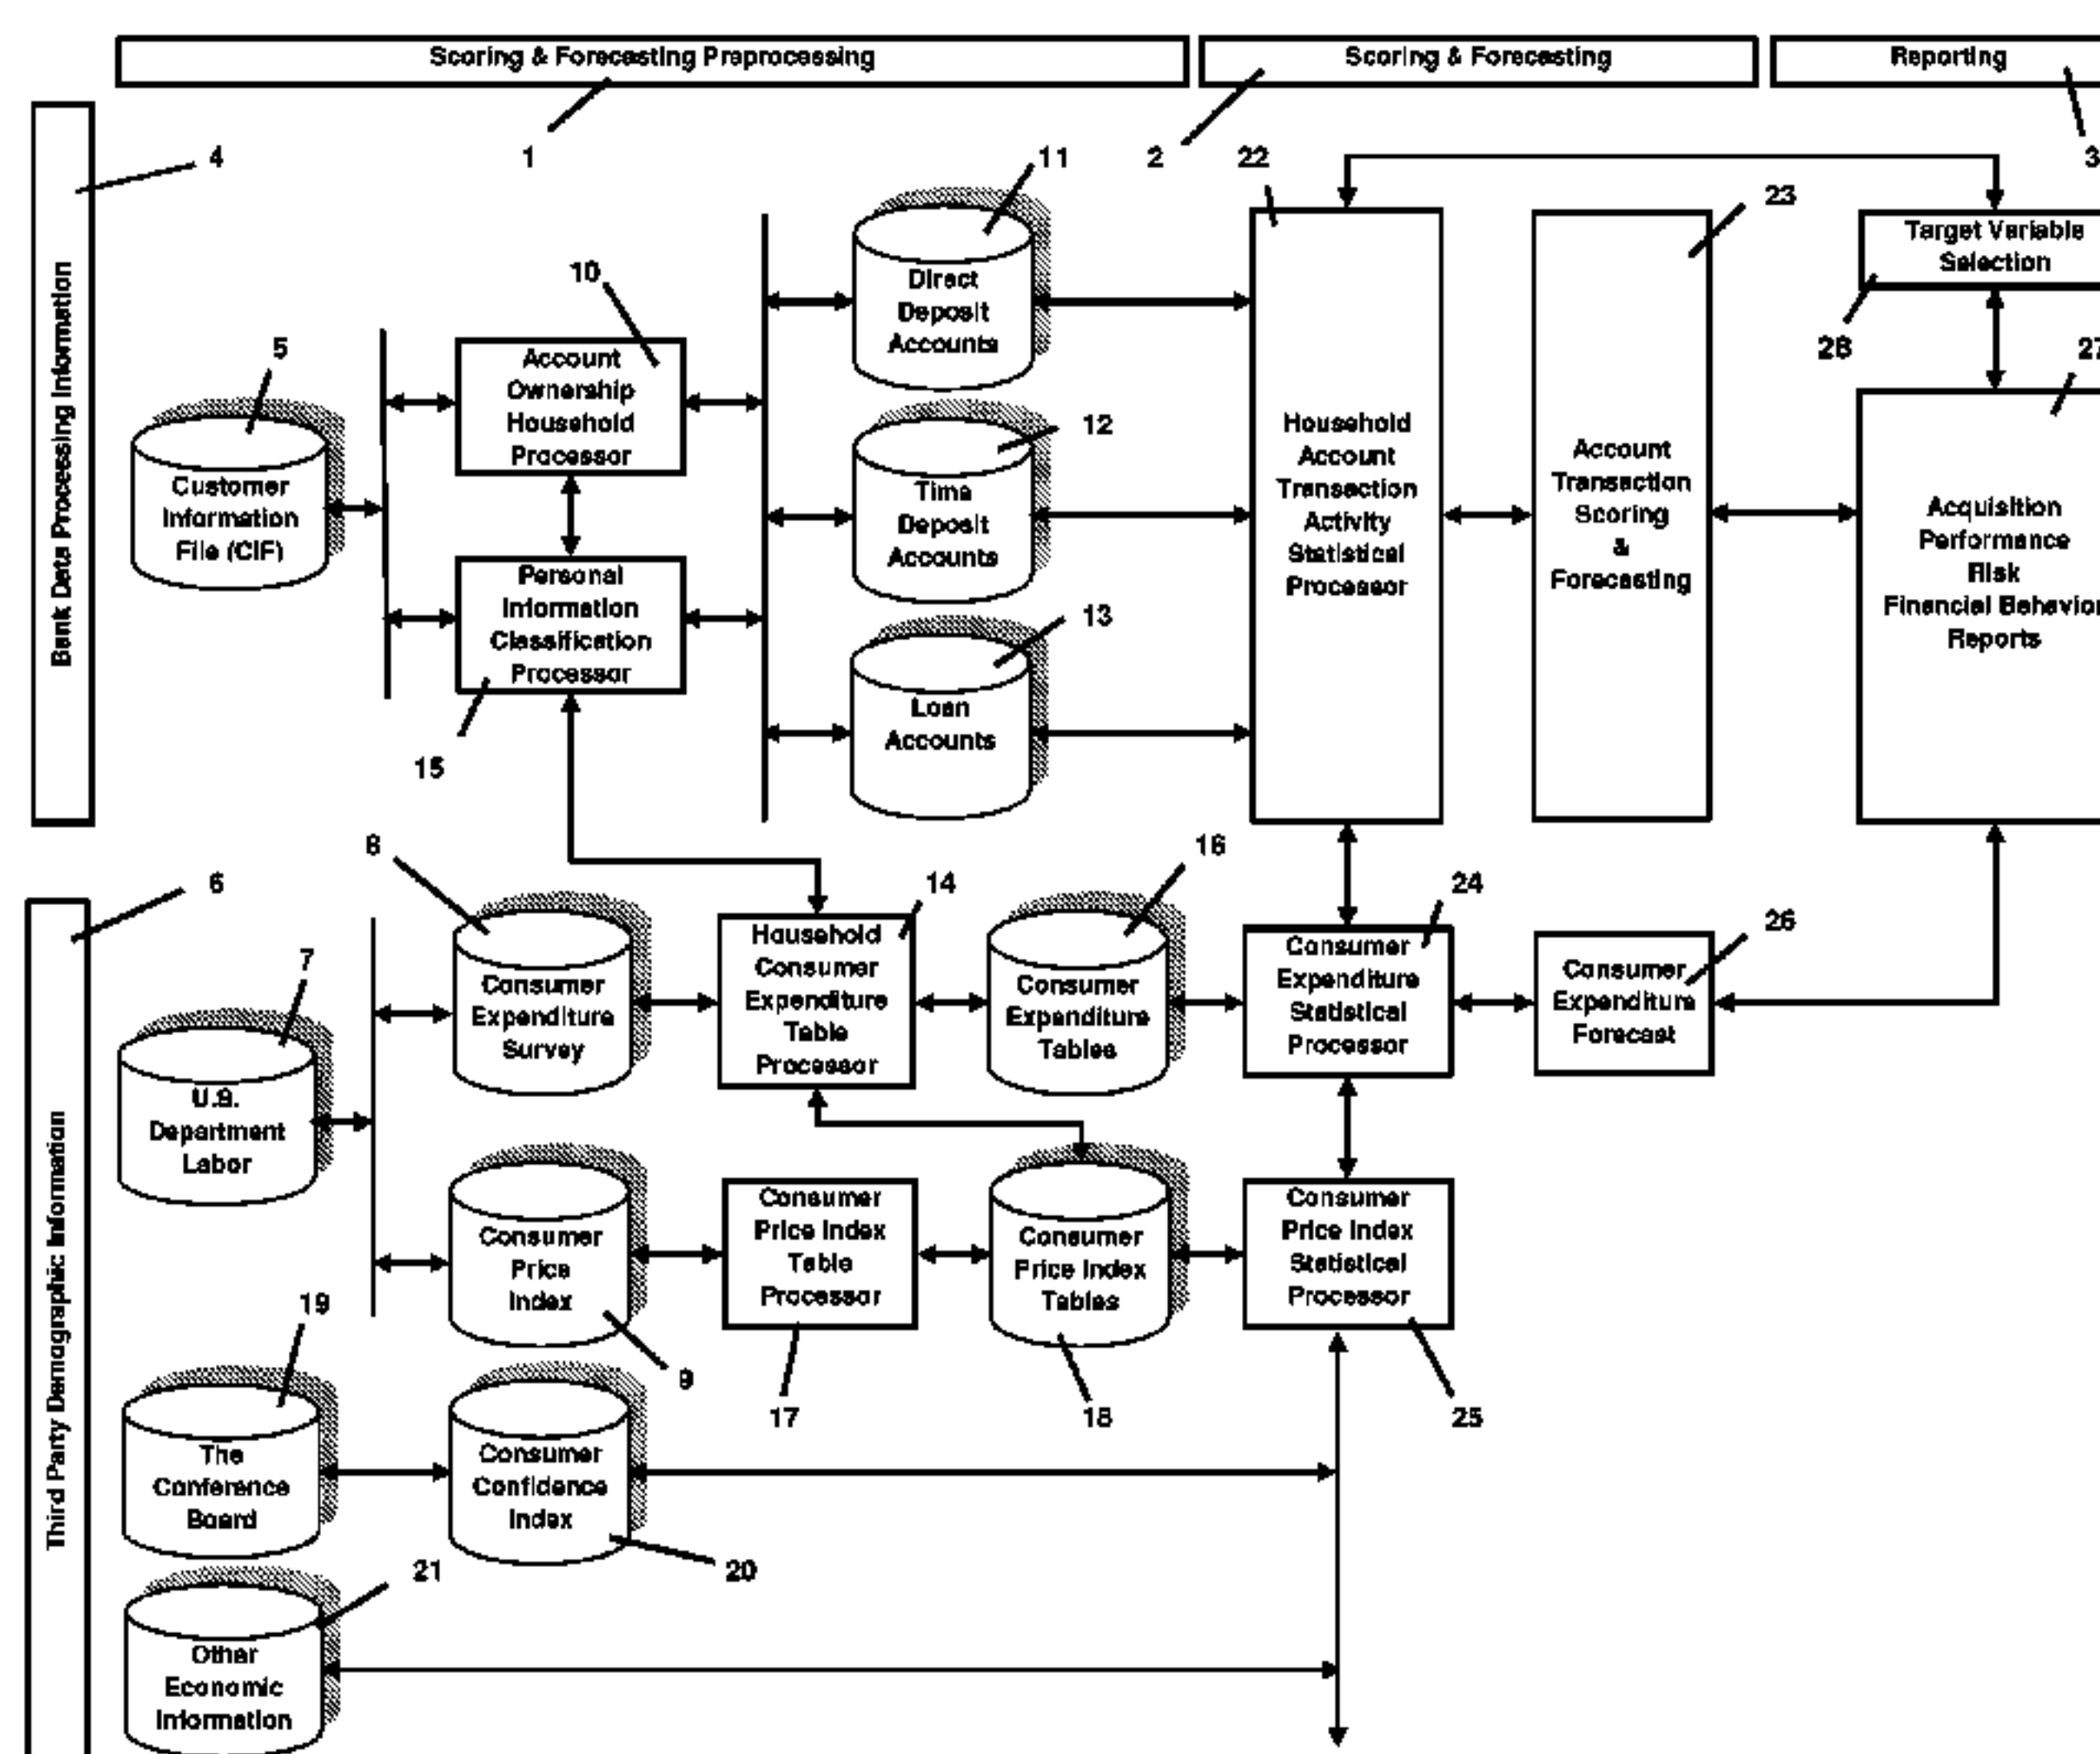 Scoring & Forecasting Preprocessing
Scoring & Forecasting
Reporting
1
2
3
4
Bank Data Processing Information
5
Customer
Information
File (CIF)
10
Account
Ownership
Household
Processor
Personal
Information
Classification
Processor
15
11
Direct
Deposit
Accounts
12
Time
Deposit
Accounts
13
Loan
Accounts
22
Household
Account
Transaction
Activity
Statistical
Processor
23
Account
Transaction
Scoring
&
Forecasting
Target Variable
Selection
28
27
Acquisition
Performance
Risk
Financial Behavior
Reports
6
Third Party Demographic Information
7
U.S.
Department
Labor
8
Consumer
Expenditure
Survey
14
Household
Consumer
Expenditure
Table
Processor
16
Consumer
Expenditure
Tables
24
Consumer
Expenditure
Statistical
Processor
26
Consumer
Expenditure
Forecast
Consumer
Price
Index
9
Consumer
Price Index
Table
Processor
17
Consumer
Price Index
Tables
18
Consumer
Price Index
Statistical
Processor
25
19
The
Conference
Board
Consumer
Confidence
Index
20
21
Other
Economic
Information